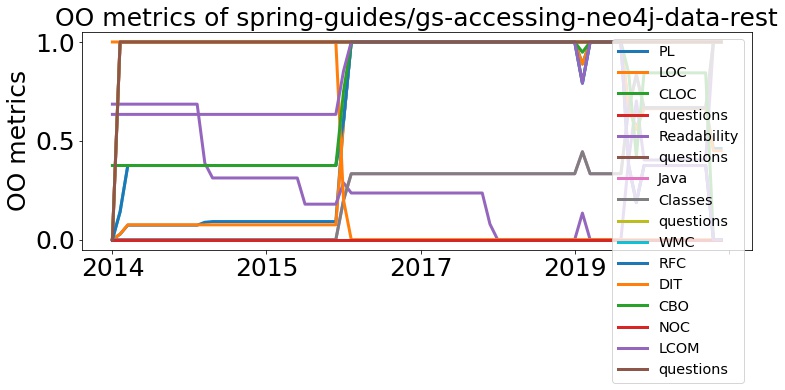 OO metrics of spring-guides/gs-accessing-neo4j-data-rest
OO metrics
1.0
0.5
0.0
2014
2015
2017
2019
PL
LOC
CLOC
questions
Readability
questions
Java
Classes
questions
WMC
RFC
DIT
CBO
NOC
LCOM
questions